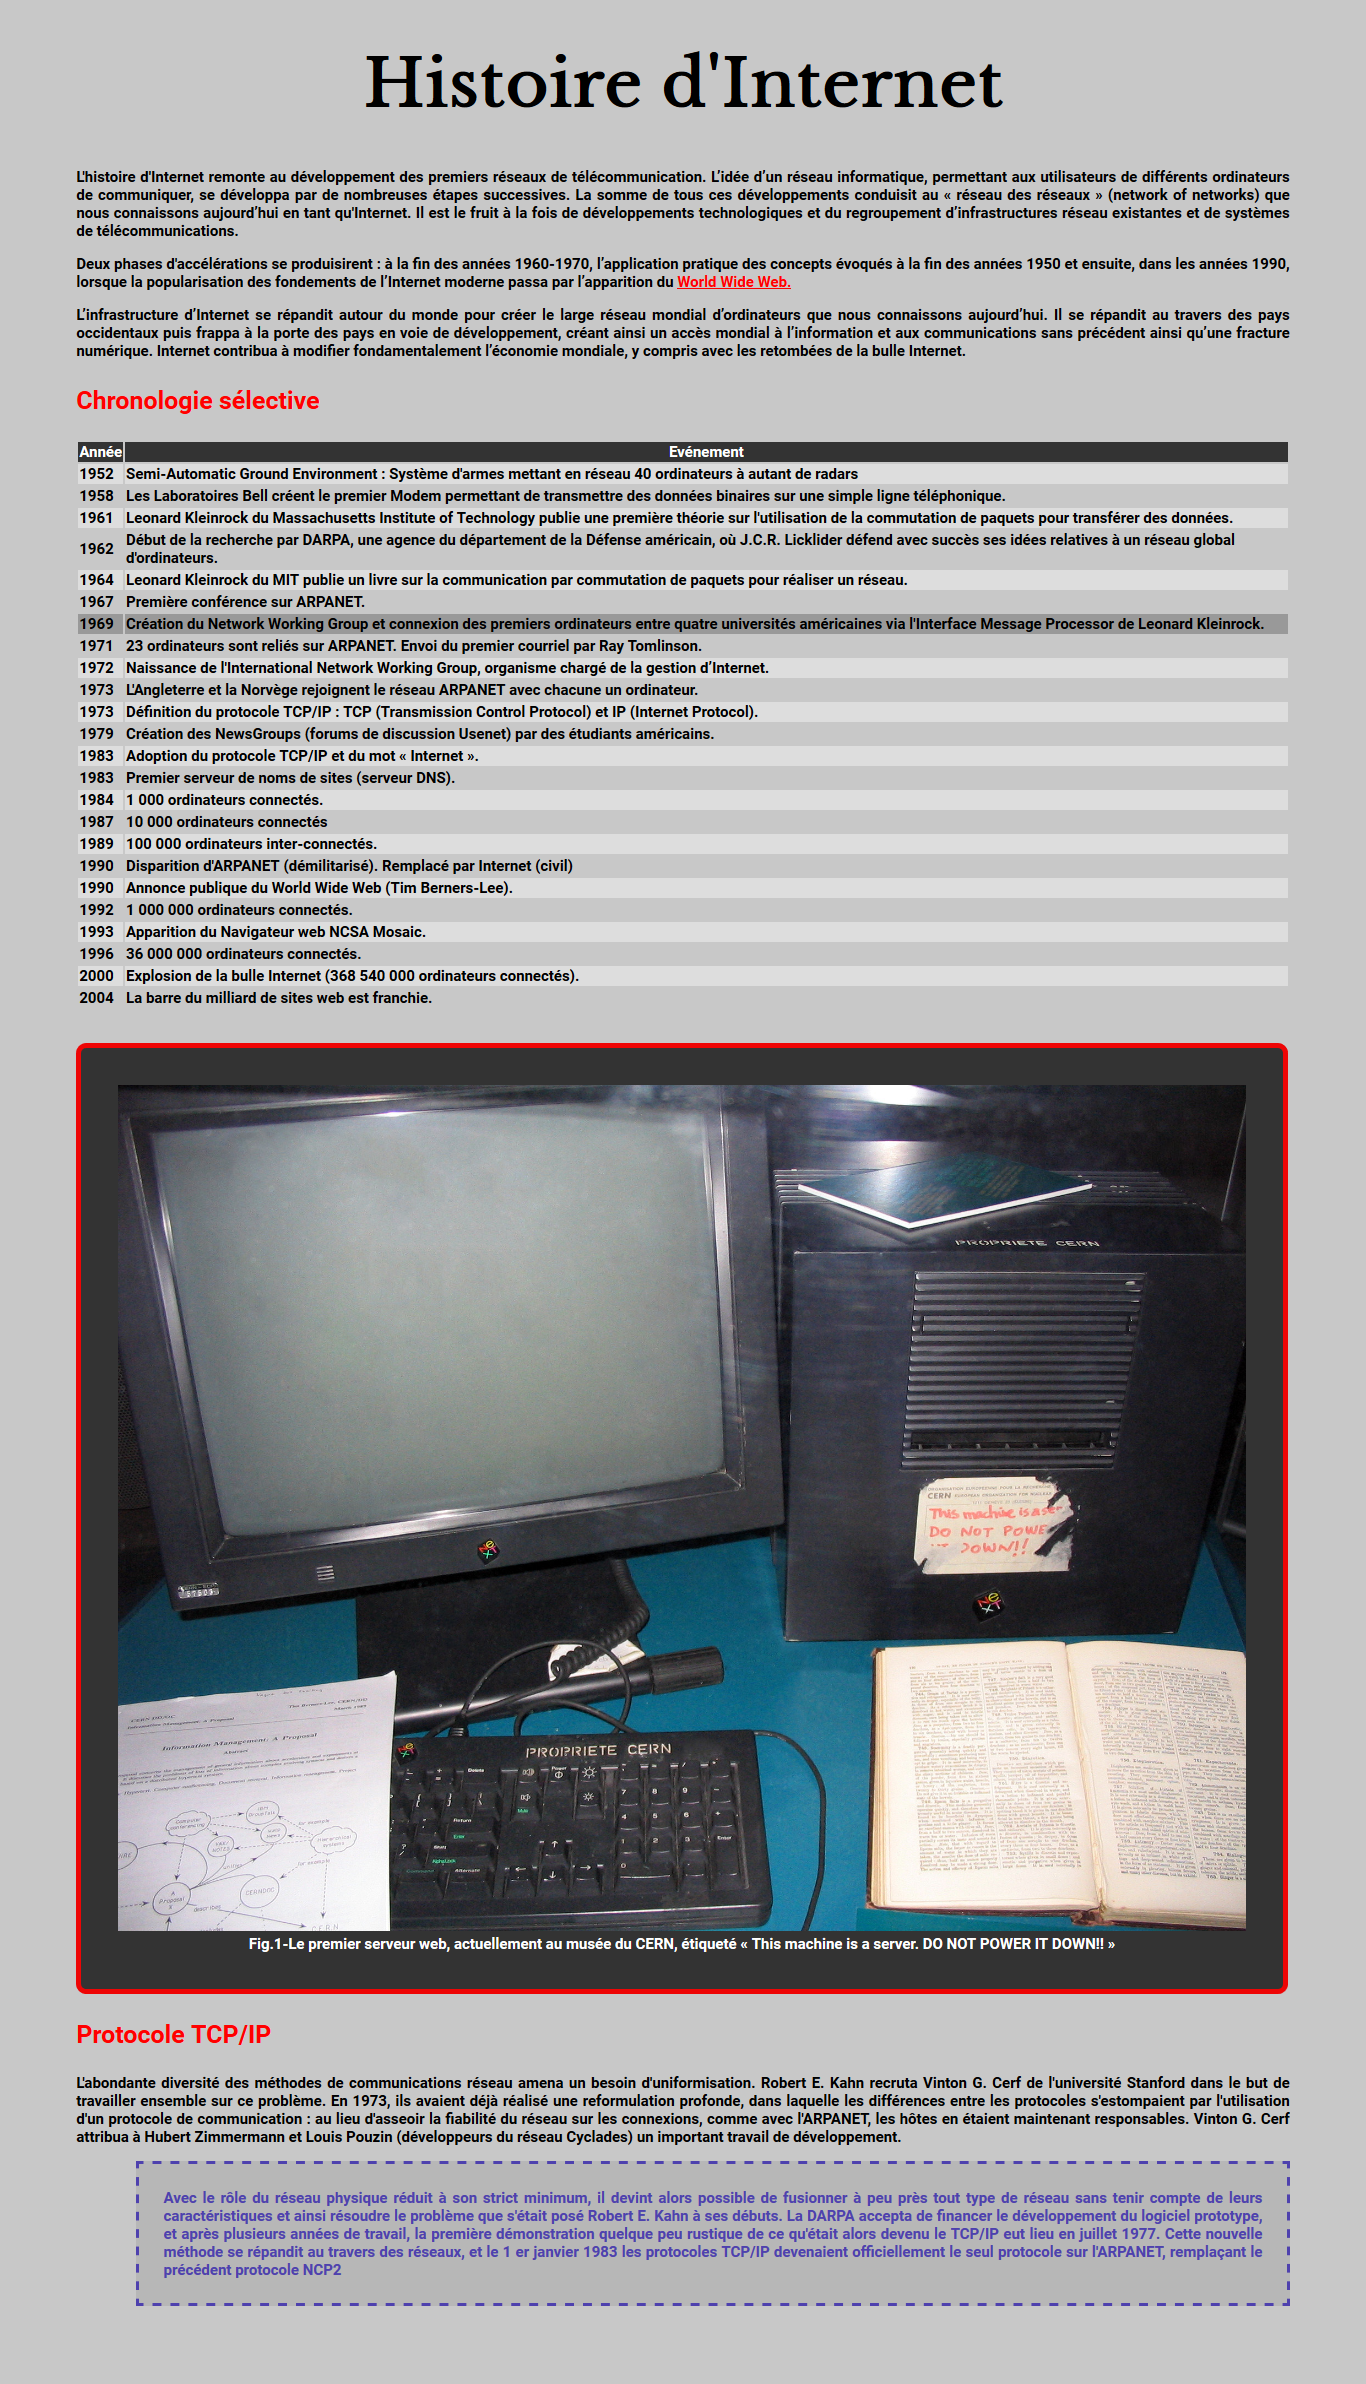 Histoire d'Internet
L'histoire d'Internet remonte au développement des premiers réseaux de télécommunication. L’idée d’un réseau informatique, permettant aux utilisateurs de différents ordinateurs
de communiquer, se développa par de nombreuses étapes successives. La somme de tous ces développements conduisit au « réseau des réseaux » (network of networks) que
nous connaissons aujourd’hui en tant qu'Internet. Il est le fruit à la fois de développements technologiques et du regroupement d’infrastructures réseau existantes et de systèmes
de télécommunications.
Deux phases d'accélérations se produisirent : à la fin des années 1960-1970, l’application pratique des concepts évoqués à la fin des années 1950 et ensuite, dans les années 1990,
lorsque la popularisation des fondements de l’Internet moderne passa par l’apparition du World Wide Web.
L’infrastructure d’Internet se répandit autour du monde pour créer le large réseau mondial d’ordinateurs que nous connaissons aujourd’hui. Il se répandit au travers des pays
occidentaux puis frappa à la porte des pays en voie de développement, créant ainsi un accès mondial à l’information et aux communications sans précédent ainsi qu’une fracture
numérique. Internet contribua à modifier fondamentalement l’économie mondiale, y compris avec les retombées de la bulle Internet.
Chronologie sélective
Année Evénement
1952 Semi-Automatic Ground Environment : Système d'armes mettant en réseau 40 ordinateurs à autant de radars
1958 Les Laboratoires Bell créent le premier Modem permettant de transmettre des données binaires sur une simple ligne téléphonique.
1961 Leonard Kleinrock du Massachusetts Institute of Technology publie une première théorie sur l'utilisation de la commutation de paquets pour transférer des données.
1962 Début de la recherche par DARPA, une agence du département de la Défense américain, où J.C.R. Licklider défend avec succès ses idées relatives à un réseau global
d'ordinateurs.
1964 Leonard Kleinrock du MIT publie un livre sur la communication par commutation de paquets pour réaliser un réseau.
1967 Première conférence sur ARPANET.
1969 Création du Network Working Group et connexion des premiers ordinateurs entre quatre universités américaines via l'Interface Message Processor de Leonard Kleinrock.
1971 23 ordinateurs sont reliés sur ARPANET. Envoi du premier courriel par Ray Tomlinson.
1972 Naissance de l'International Network Working Group, organisme chargé de la gestion d’Internet.
1973 L'Angleterre et la Norvège rejoignent le réseau ARPANET avec chacune un ordinateur.
1973 Définition du protocole TCP/IP : TCP (Transmission Control Protocol) et IP (Internet Protocol).
1979 Création des NewsGroups (forums de discussion Usenet) par des étudiants américains.
1983 Adoption du protocole TCP/IP et du mot « Internet ».
1983 Premier serveur de noms de sites (serveur DNS).
1984 1 000 ordinateurs connectés.
1987 10 000 ordinateurs connectés
1989 100 000 ordinateurs inter-connectés.
1990 Disparition d'ARPANET (démilitarisé). Remplacé par Internet (civil)
1990 Annonce publique du World Wide Web (Tim Berners-Lee).
1992 1 000 000 ordinateurs connectés.
1993 Apparition du Navigateur web NCSA Mosaic.
1996 36 000 000 ordinateurs connectés.
2000 Explosion de la bulle Internet (368 540 000 ordinateurs connectés).
2004 La barre du milliard de sites web est franchie.
PROPRIETE CERN
CERN
This machine is a ser
DO NOT POWE
DOWN!!
NeXT
NeXT
Information Management: A Proposal
Abstract
PROPRIETE CERN
Delete
Power
Return
Enter
Alternate
Enter
A
Proposal
CERNDOC
describes
for example
for example
Hierarchical
systems
CERN
Fig.1-Le premier serveur web, actuellement au musée du CERN, étiqueté « This machine is a server. DO NOT POWER IT DOWN!! »
Protocole TCP/IP
L'abondante diversité des méthodes de communications réseau amena un besoin d'uniformisation. Robert E. Kahn recruta Vinton G. Cerf de l'université Stanford dans le but de
travailler ensemble sur ce problème. En 1973, ils avaient déjà réalisé une reformulation profonde, dans laquelle les différences entre les protocoles s'estompaient par l'utilisation
d'un protocole de communication : au lieu d'asseoir la fiabilité du réseau sur les connexions, comme avec l'ARPANET, les hôtes en étaient maintenant responsables. Vinton G. Cerf
attribua à Hubert Zimmermann et Louis Pouzin (développeurs du réseau Cyclades) un important travail de développement.
Avec le rôle du réseau physique réduit à son strict minimum, il devint alors possible de fusionner à peu près tout type de réseau sans tenir compte de leurs
caractéristiques et ainsi résoudre le problème que s'était posé Robert E. Kahn à ses débuts. La DARPA accepta de financer le développement du logiciel prototype,
et après plusieurs années de travail, la première démonstration quelque peu rustique de ce qu'était alors devenu le TCP/IP eut lieu en juillet 1977. Cette nouvelle
méthode se répandit au travers des réseaux, et le 1 er janvier 1983 les protocoles TCP/IP devenaient officiellement le seul protocole sur l'ARPANET, remplaçant le
précédent protocole NCP2